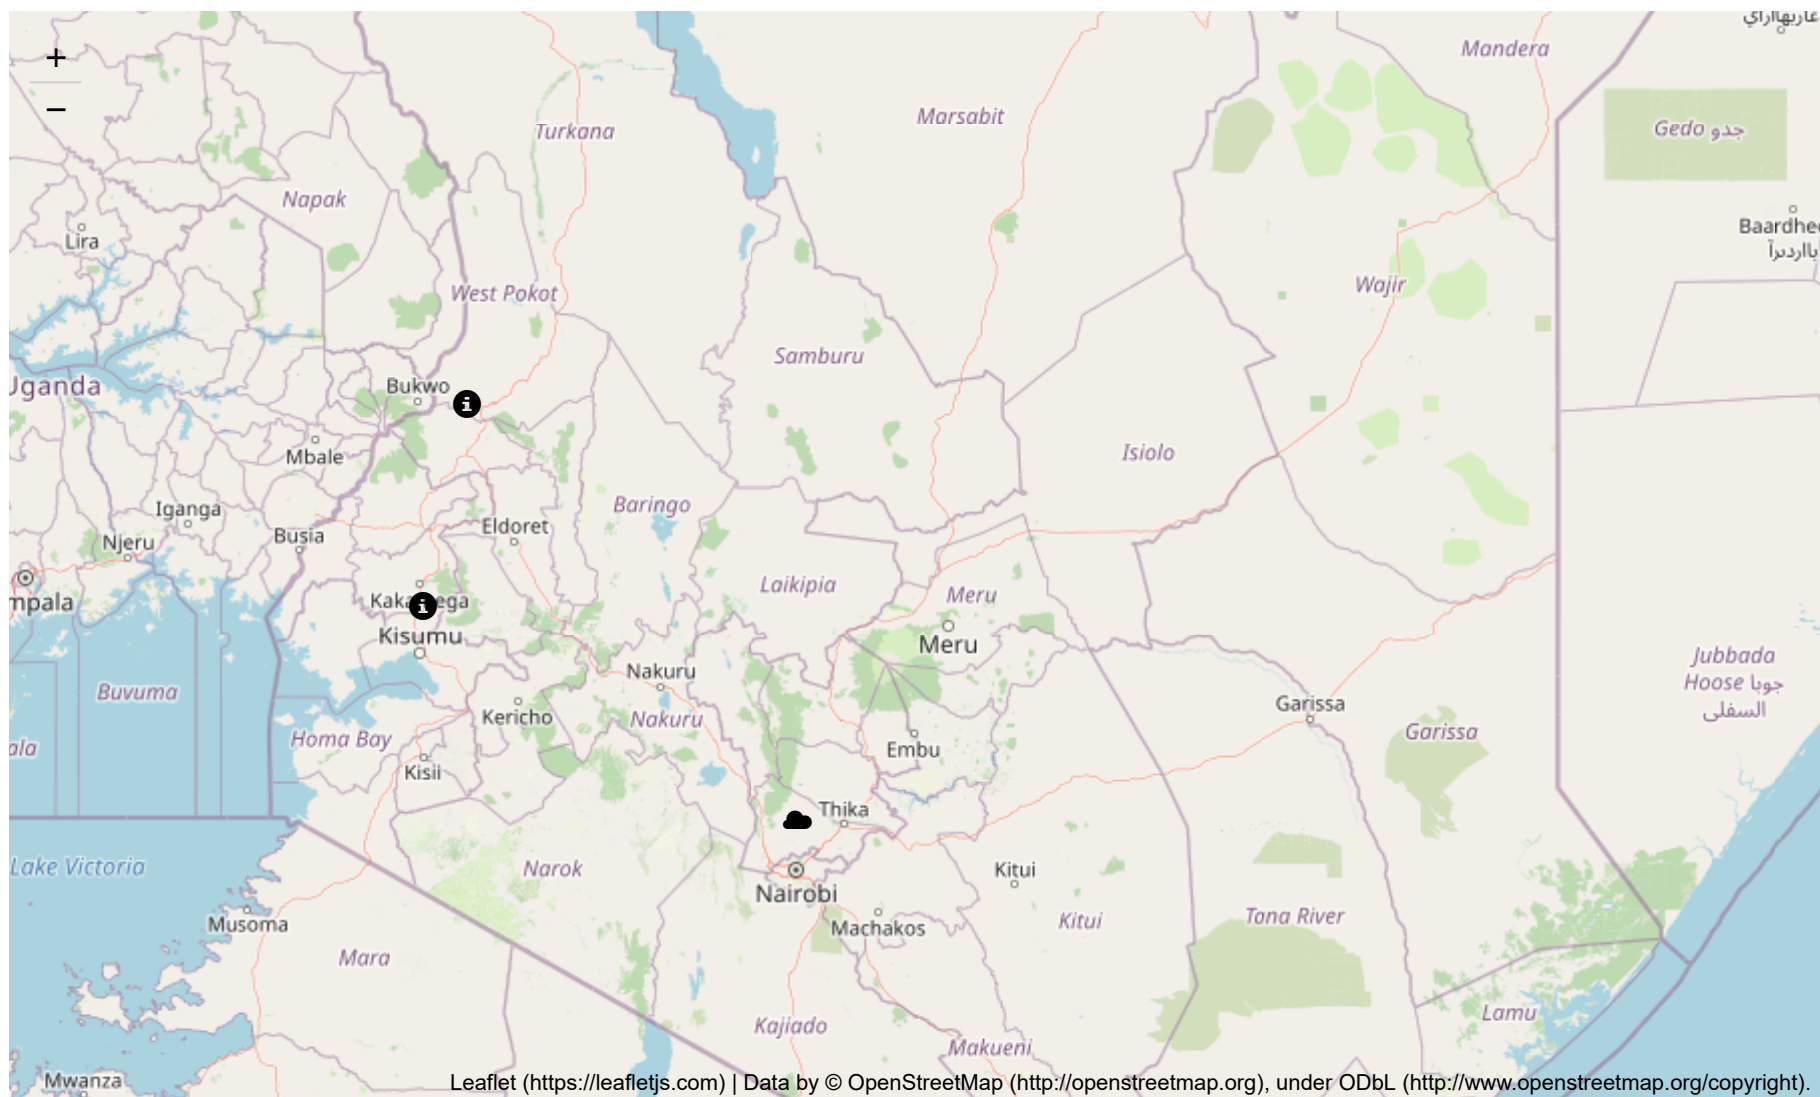 عاربهاراي
Mandera
+
−
Marsabit
Turkana
Gedo جدو
Napak
Lira
Baardhee
بااردىرآ
Wajir
West Pokot
Samburu
Uganda
Bukwo
Mbale
Isiolo
Baringo
Iganga
Eldoret
Busia
Njeru
Laikipia
Meru
mpala
Kisumu
Meru
Jubbada
Hoose جوبا
السفلى
Nakuru
Buvuma
Garissa
Kericho
Nakuru
Garissa
Homa Bay
ala
Embu
Kisii
Thika
Lake Victoria
Narok
Kitui
Nairobi
Tana River
Kitui
Musoma
Machakos
Mara
Lamu
Kajiado
Makueni
Mwanza
Leaflet (https://leafletjs.com) | Data by © OpenStreetMap (http://openstreetmap.org), under ODbL (http://www.openstreetmap.org/copyright).